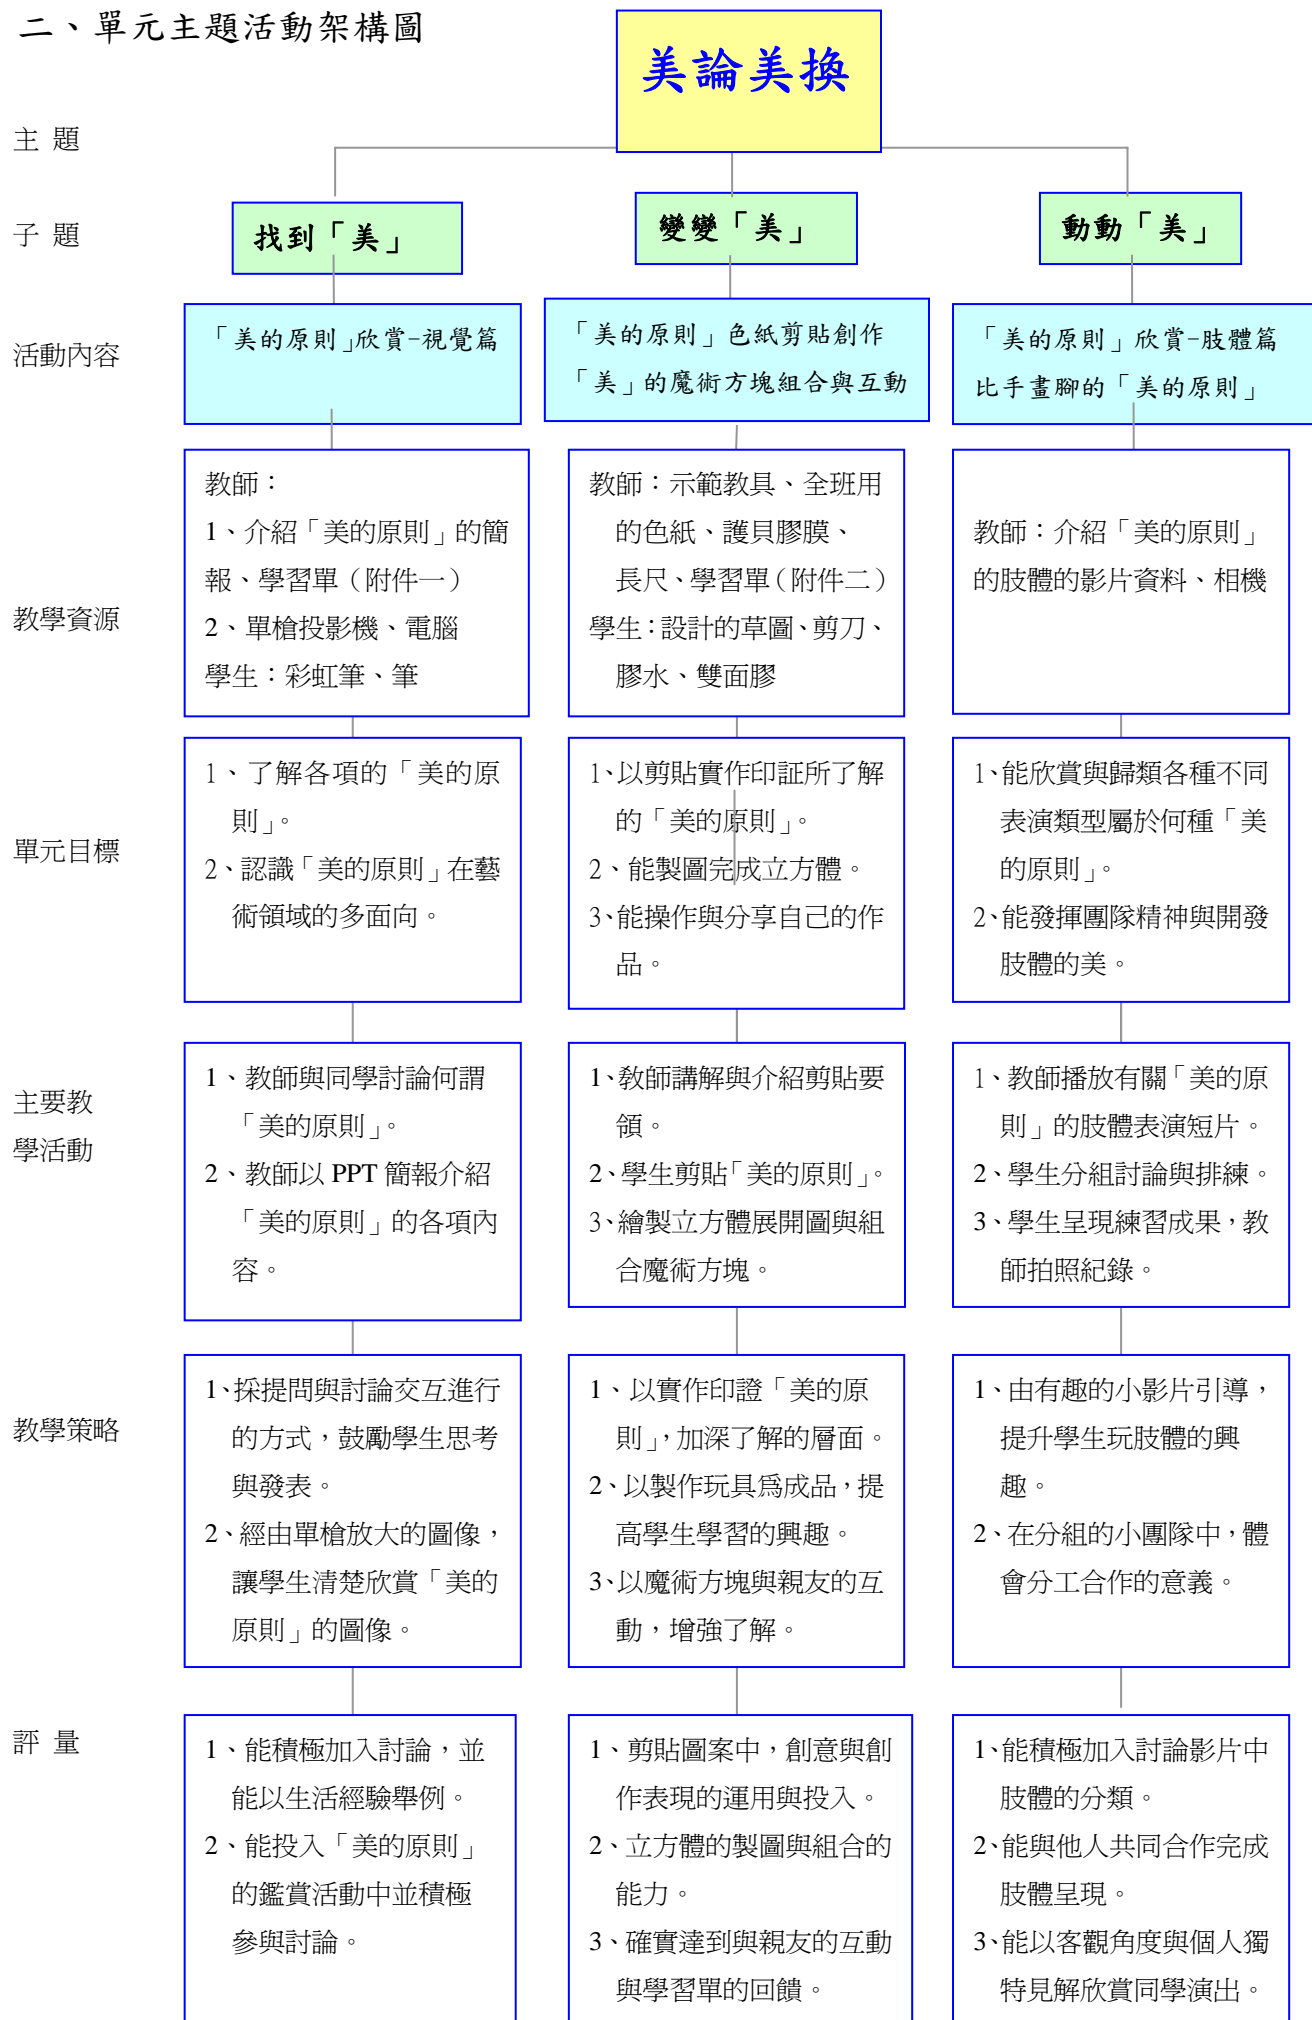 二、單元主題活動架構圖
美論美換
主 題
子 題
找到「美」
變變「美」
動動「美」
活動內容
「美的原則」欣賞-視覺篇
「美的原則」色紙剪貼創作
「美」的魔術方塊組合與互動
「美的原則」欣賞-肢體篇
比手畫腳的「美的原則」
教學資源
教師：
1、介紹「美的原則」的簡
報、學習單（附件一）
2、單槍投影機、電腦
學生：彩虹筆、筆
教師：示範教具、全班用
的色紙、護貝膠膜、
長尺、學習單（附件二）
學生：設計的草圖、剪刀、
膠水、雙面膠
教師：介紹「美的原則」
的肢體的影片資料、相機
單元目標
1、了解各項的「美的原
則」。
2、認識「美的原則」在藝
術領域的多面向。
1、以剪貼實作印証所了解
的「美的原則」。
2、能製圖完成立方體。
3、能操作與分享自己的作
品。
1、能欣賞與歸類各種不同
表演類型屬於何種「美
的原則」。
2、能發揮團隊精神與開發
肢體的美。
主要教
學活動
1、教師與同學討論何謂
「美的原則」。
2、教師以 PPT 簡報介紹
「美的原則」的各項內
容。
1、教師講解與介紹剪貼要
領。
2、學生剪貼「美的原則」。
3、繪製立方體展開圖與組
合魔術方塊。
1、教師播放有關「美的原
則」的肢體表演短片。
2、學生分組討論與排練。
3、學生呈現練習成果，教
師拍照紀錄。
教學策略
1、採提問與討論交互進行
的方式，鼓勵學生思考
與發表。
2、經由單槍放大的圖像，
讓學生清楚欣賞「美的
原則」的圖像。
1、以實作印證「美的原
則」，加深了解的層面。
2、以製作玩具為成品，提
高學生學習的興趣。
3、以魔術方塊與親友的互
動，增強了解。
1、由有趣的小影片引導，
提升學生玩肢體的興
趣。
2、在分組的小團隊中，體
會分工合作的意義。
評 量
1、能積極加入討論，並
能以生活經驗舉例。
2、能投入「美的原則」
的鑑賞活動中並積極
參與討論。
1、剪貼圖案中，創意與創
作表現的運用與投入。
2、立方體的製圖與組合的
能力。
3、確實達到與親友的互動
與學習單的回饋。
1、能積極加入討論影片中
肢體的分類。
2、能與他人共同合作完成
肢體呈現。
3、能以客觀角度與個人獨
特見解欣賞同學演出。